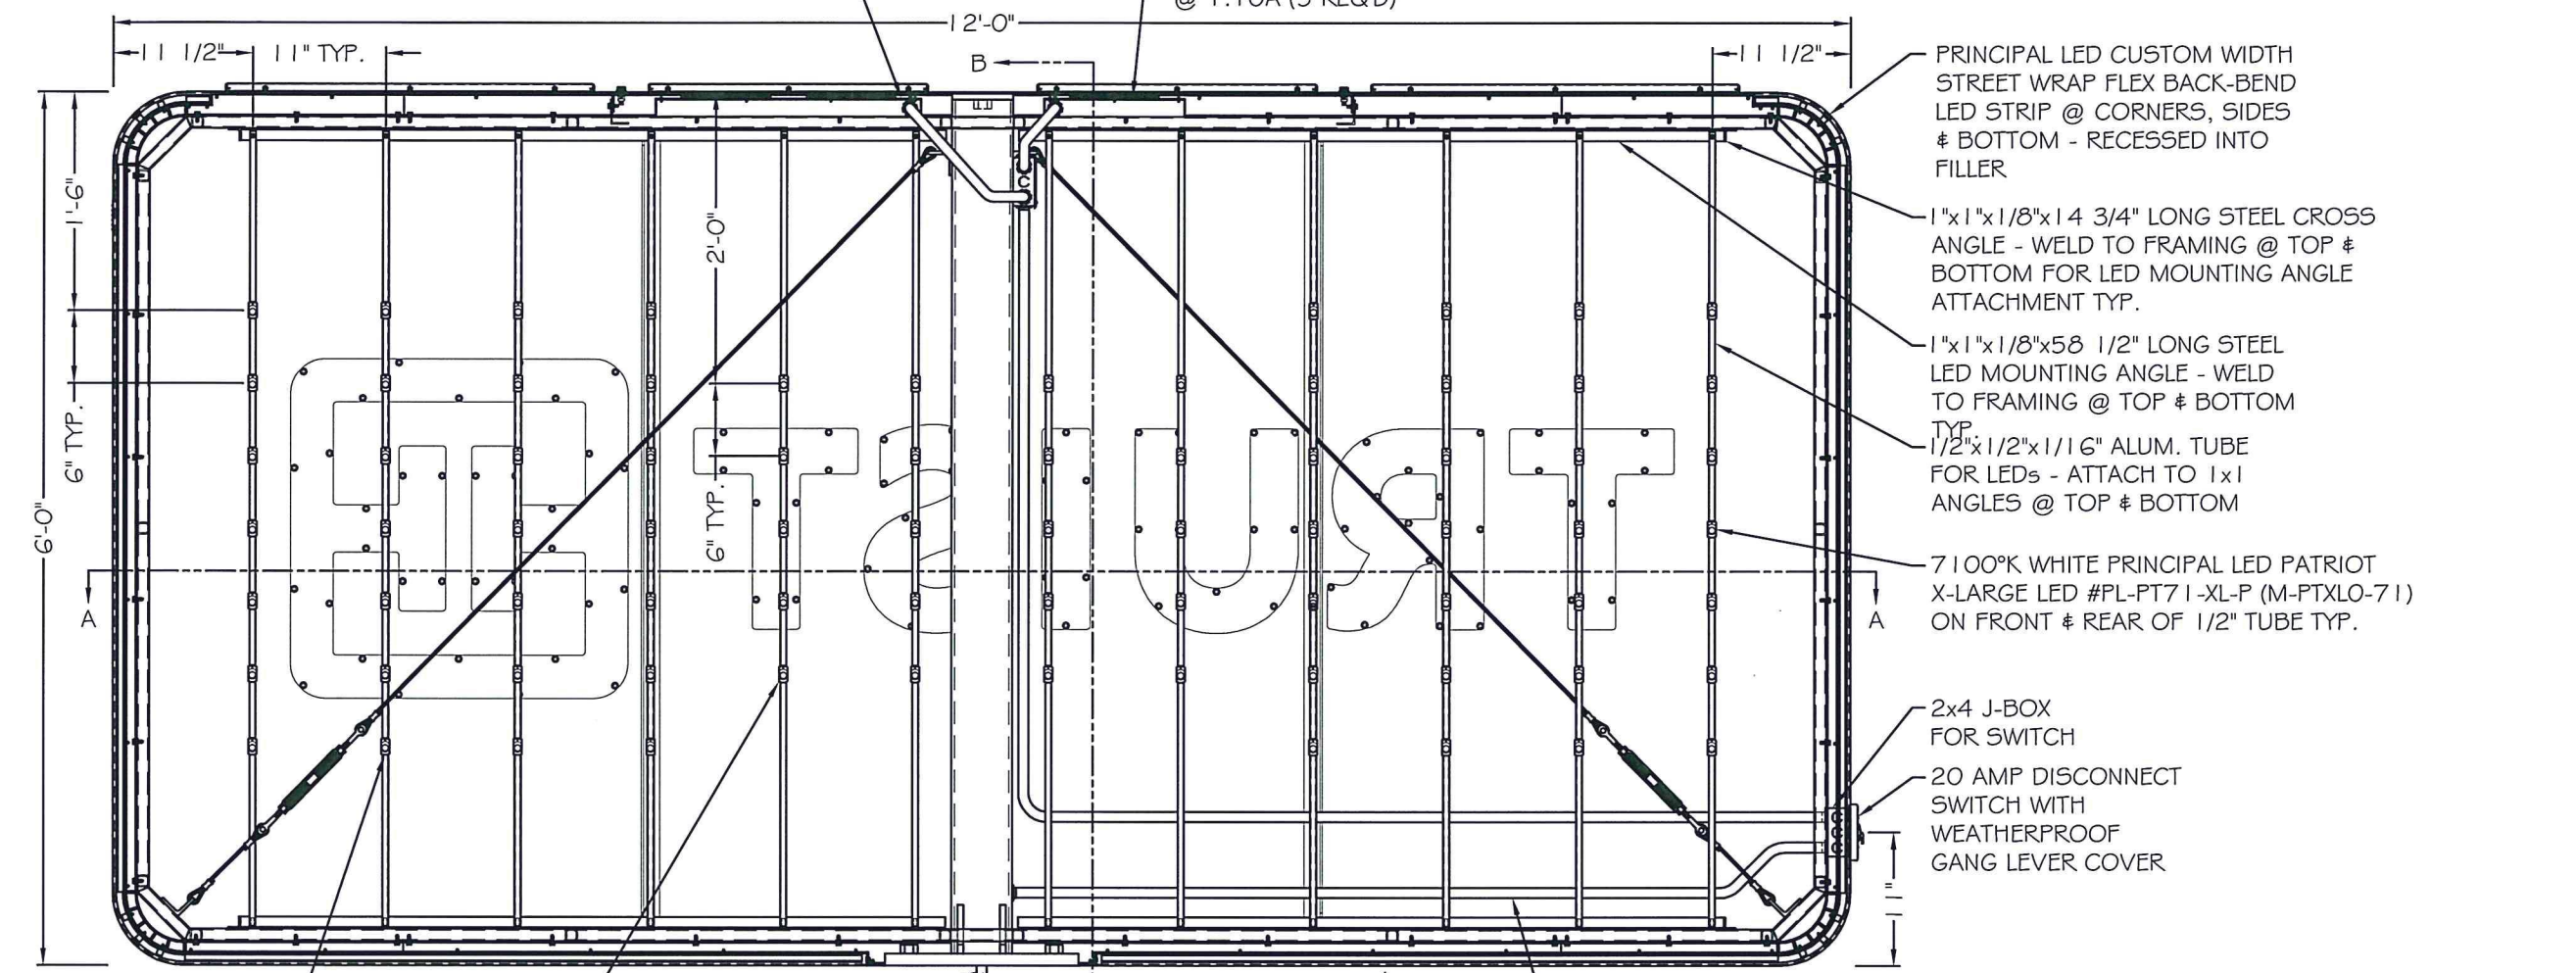 @ 1.10A (3 REQ'D)
12'-0"
11 1/2"
11" TYP.
B
11 1/2"
1'-6"
6" TYP.
6'-0"
2'-0"
6" TYP.
A
A
11"
PRINCIPAL LED CUSTOM WIDTH
STREET WRAP FLEX BACK-BEND
LED STRIP @ CORNERS, SIDES
& BOTTOM - RECESSED INTO
FILLER
1"x1"x1/8"x14 3/4" LONG STEEL CROSS
ANGLE - WELD TO FRAMING @ TOP &
BOTTOM FOR LED MOUNTING ANGLE
ATTACHMENT TYP.
1"x1"x1/8"x58 1/2" LONG STEEL
LED MOUNTING ANGLE - WELD
TO FRAMING @ TOP & BOTTOM
TYP.
1/2"x1/2"x1/16" ALUM. TUBE
FOR LEDs - ATTACH TO 1x1
ANGLES @ TOP & BOTTOM
7100°K WHITE PRINCIPAL LED PATRIOT
X-LARGE LED #PL-PT71-XL-P (M-PTXLO-71)
ON FRONT & REAR OF 1/2" TUBE TYP.
2x4 J-BOX
FOR SWITCH
20 AMP DISCONNECT
SWITCH WITH
WEATHERPROOF
GANG LEVER COVER
TRUIST